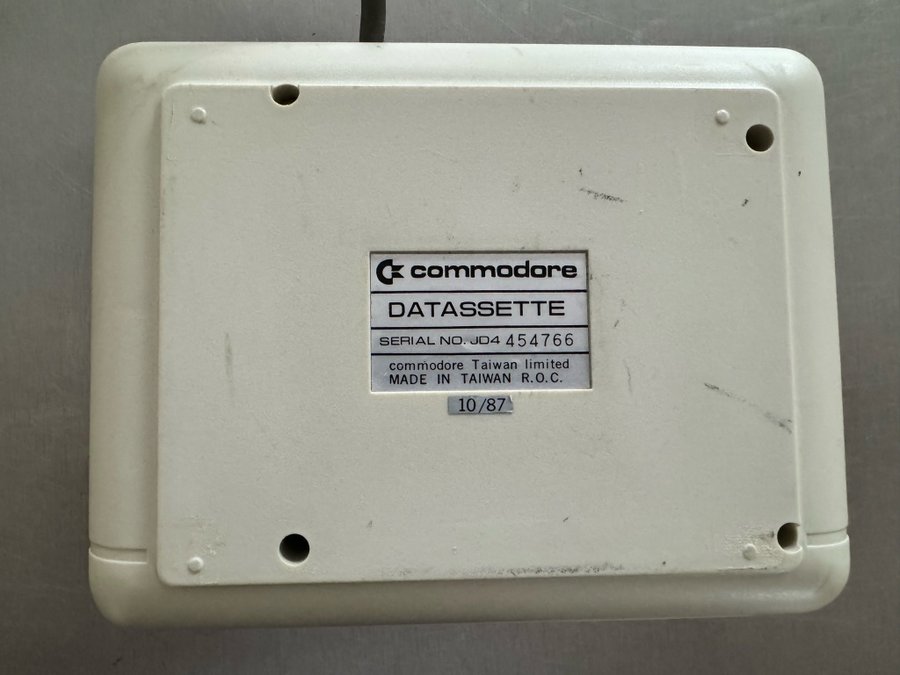 commodore
DATASSETTE
SERIAL NO. JD4 454766
commodore Taiwan limited
MADE IN TAIWAN R.O.C.
10/87